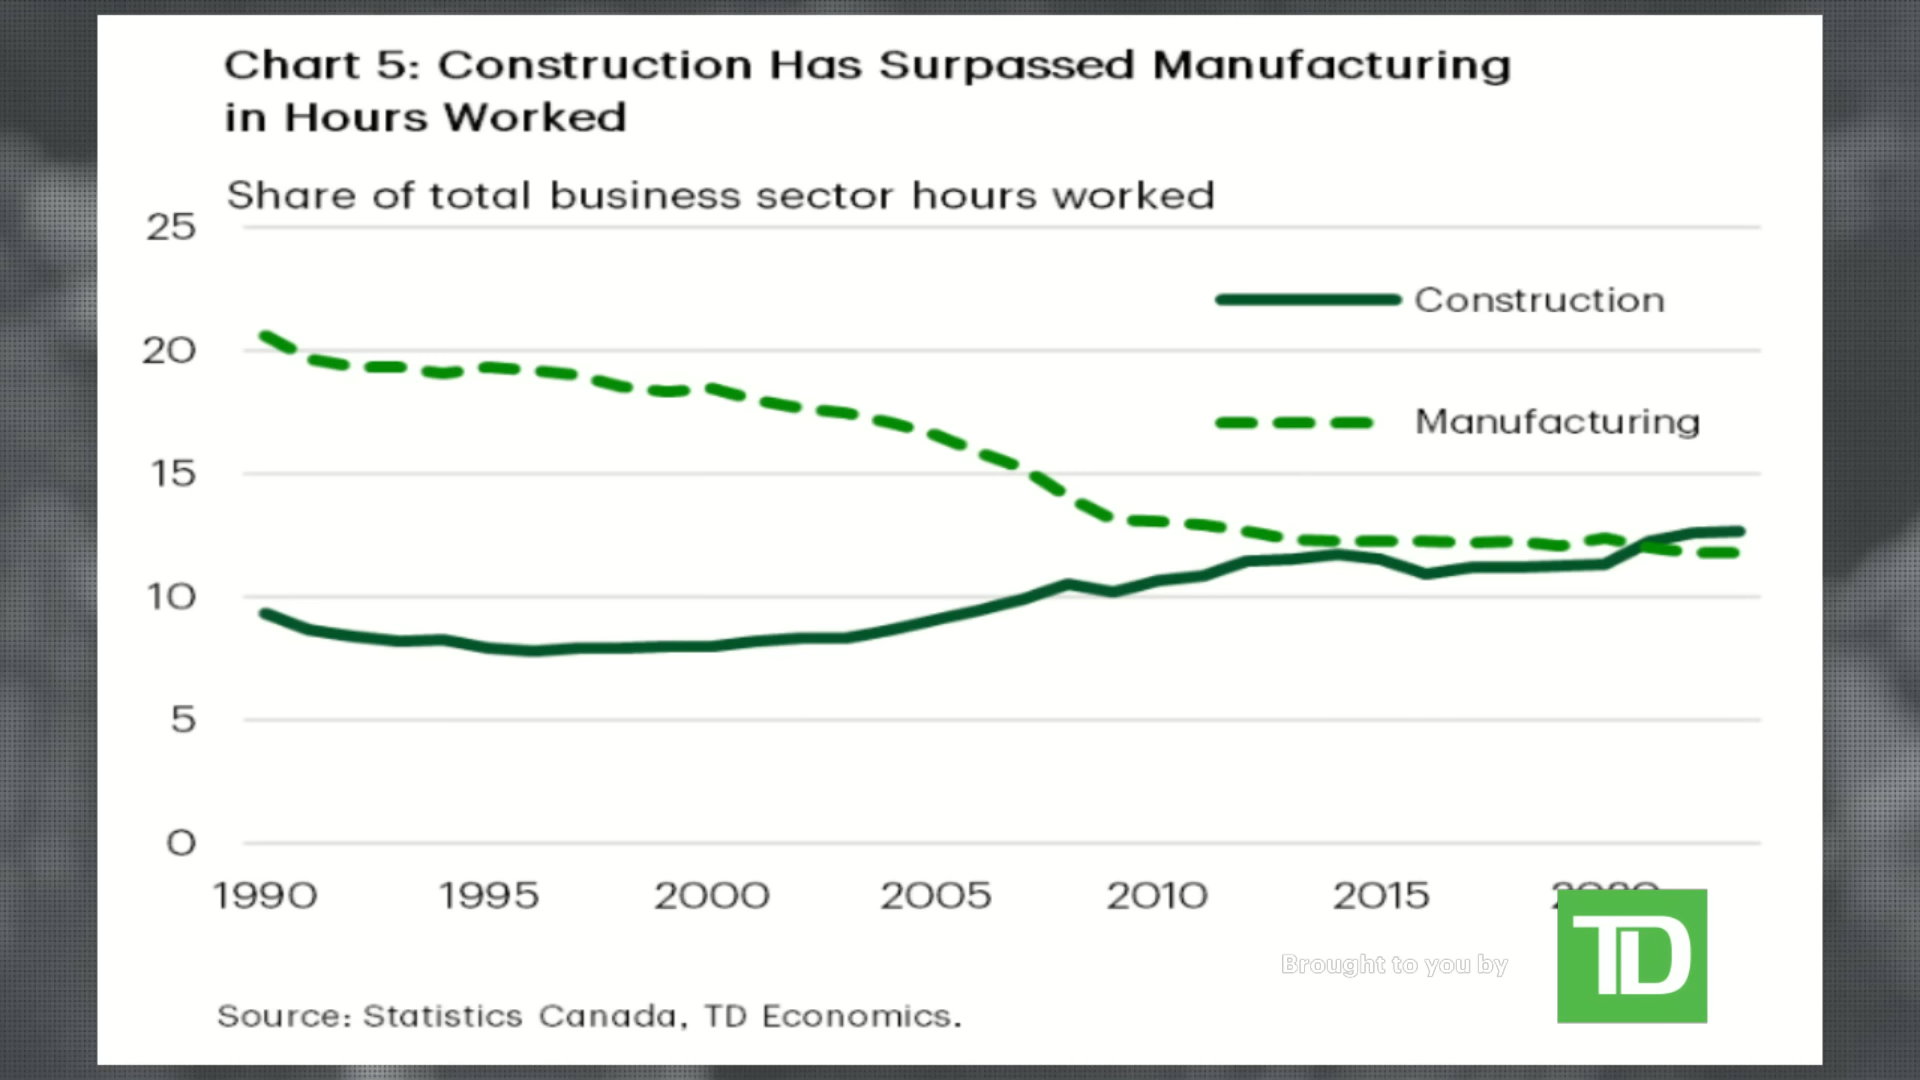 Chart 5: Construction Has Surpassed Manufacturing
in Hours Worked
Share of total business sector hours worked
25
20
15
10
5
0
Construction
Manufacturing
1990 1995 2000 2005 2010 2015 2020
Brought to you by
TD
Source: Statistics Canada, TD Economics.